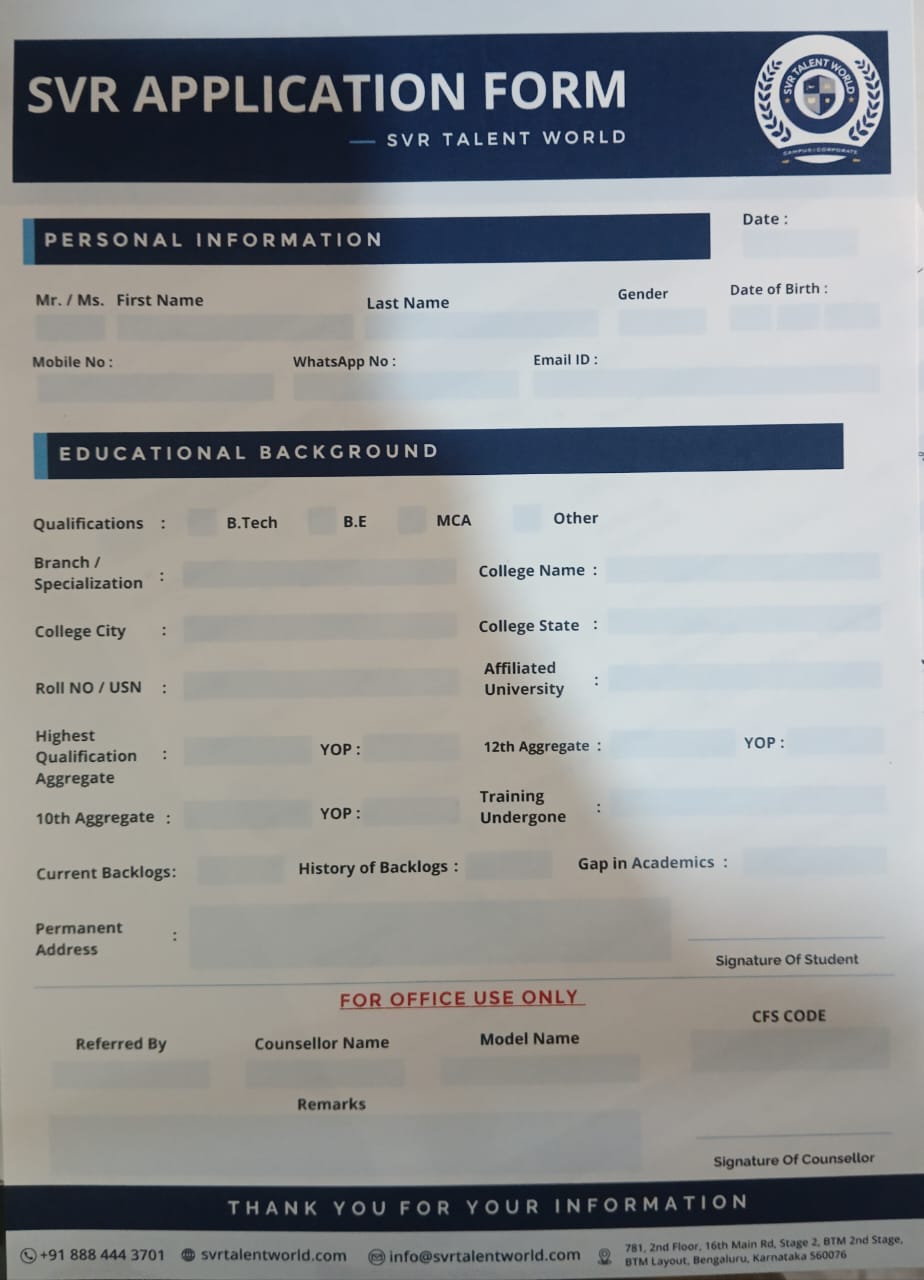 SVR APPLICATION FORM
— SVR TALENT WORLD
SVR TALENT WORLD
CAMPUS2CORPORATE
PERSONAL INFORMATION
Date :
Mr. / Ms. First Name Last Name Gender Date of Birth :
Mobile No : WhatsApp No : Email ID :
EDUCATIONAL BACKGROUND
Qualifications : B.Tech B.E MCA Other
Branch /
Specialization : College Name :
College City : College State :
Roll NO / USN : Affiliated
University :
Highest
Qualification : YOP : 12th Aggregate : YOP :
Aggregate
10th Aggregate : YOP : Training
Undergone :
Current Backlogs: History of Backlogs : Gap in Academics :
Permanent
Address :
Signature Of Student
FOR OFFICE USE ONLY
Referred By Counsellor Name Model Name CFS CODE
Remarks
Signature Of Counsellor
THANK YOU FOR YOUR INFORMATION
+91 888 444 3701 svrtalentworld.com info@svrtalentworld.com
781, 2nd Floor, 16th Main Rd, Stage 2, BTM 2nd Stage,
BTM Layout, Bengaluru, Karnataka 560076